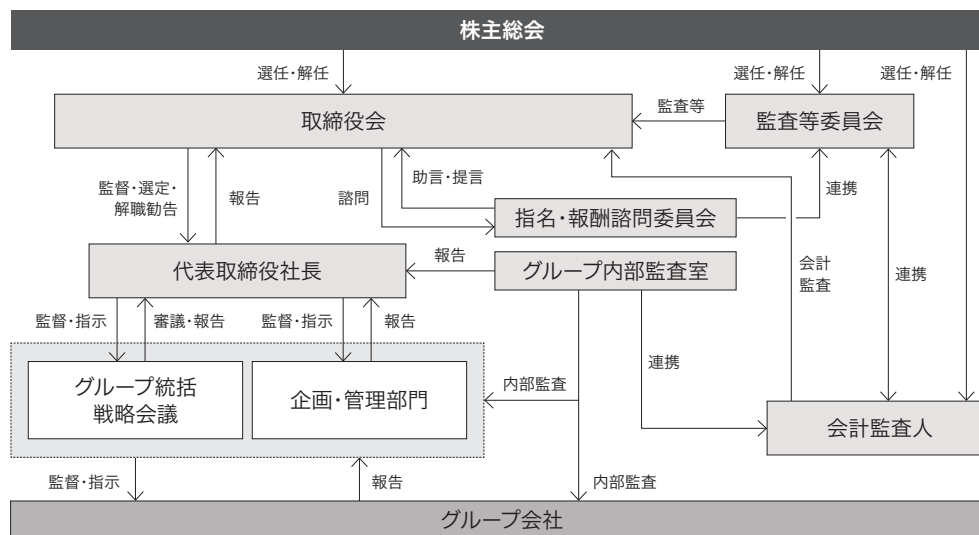 株主総会
選任・解任
選任・解任
選任・解任
取締役会
監査等
監査等委員会
監督・選定・
解職勧告
報告
諮問
助言・提言
連携
指名・報酬諮問委員会
代表取締役社長
報告
グループ内部監査室
会計
監査
連携
監督・指示
審議・報告
監督・指示
報告
グループ統括
戦略会議
企画・管理部門
内部監査
連携
会計監査人
監督・指示
報告
内部監査
グループ会社